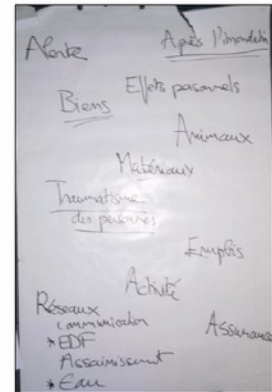 Alerte
Après l'inondation
Effets personnels
Biens
Animaux
Matériaux
Traumatisme
des personnes
Emplois
Activité
Réseaux
communication
* EDF
Assainissement
* Eau
Assurance